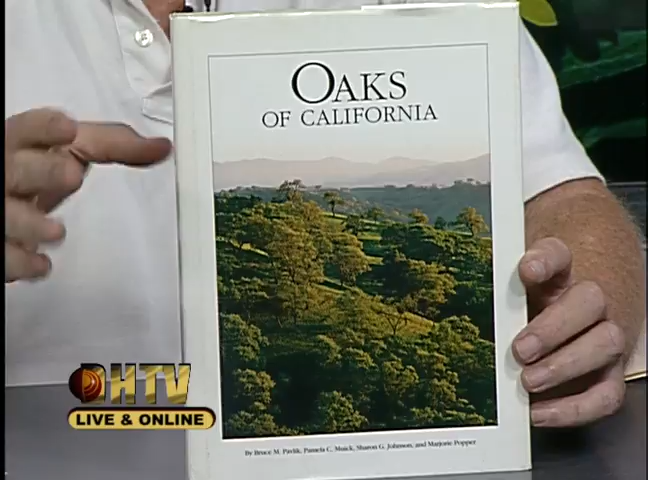 OAKS
OF CALIFORNIA
By Bruce M. Pavlik, Pamela C. Muick, Sharon G. Johnson, and Marjorie Popper
DHTV
LIVE & ONLINE